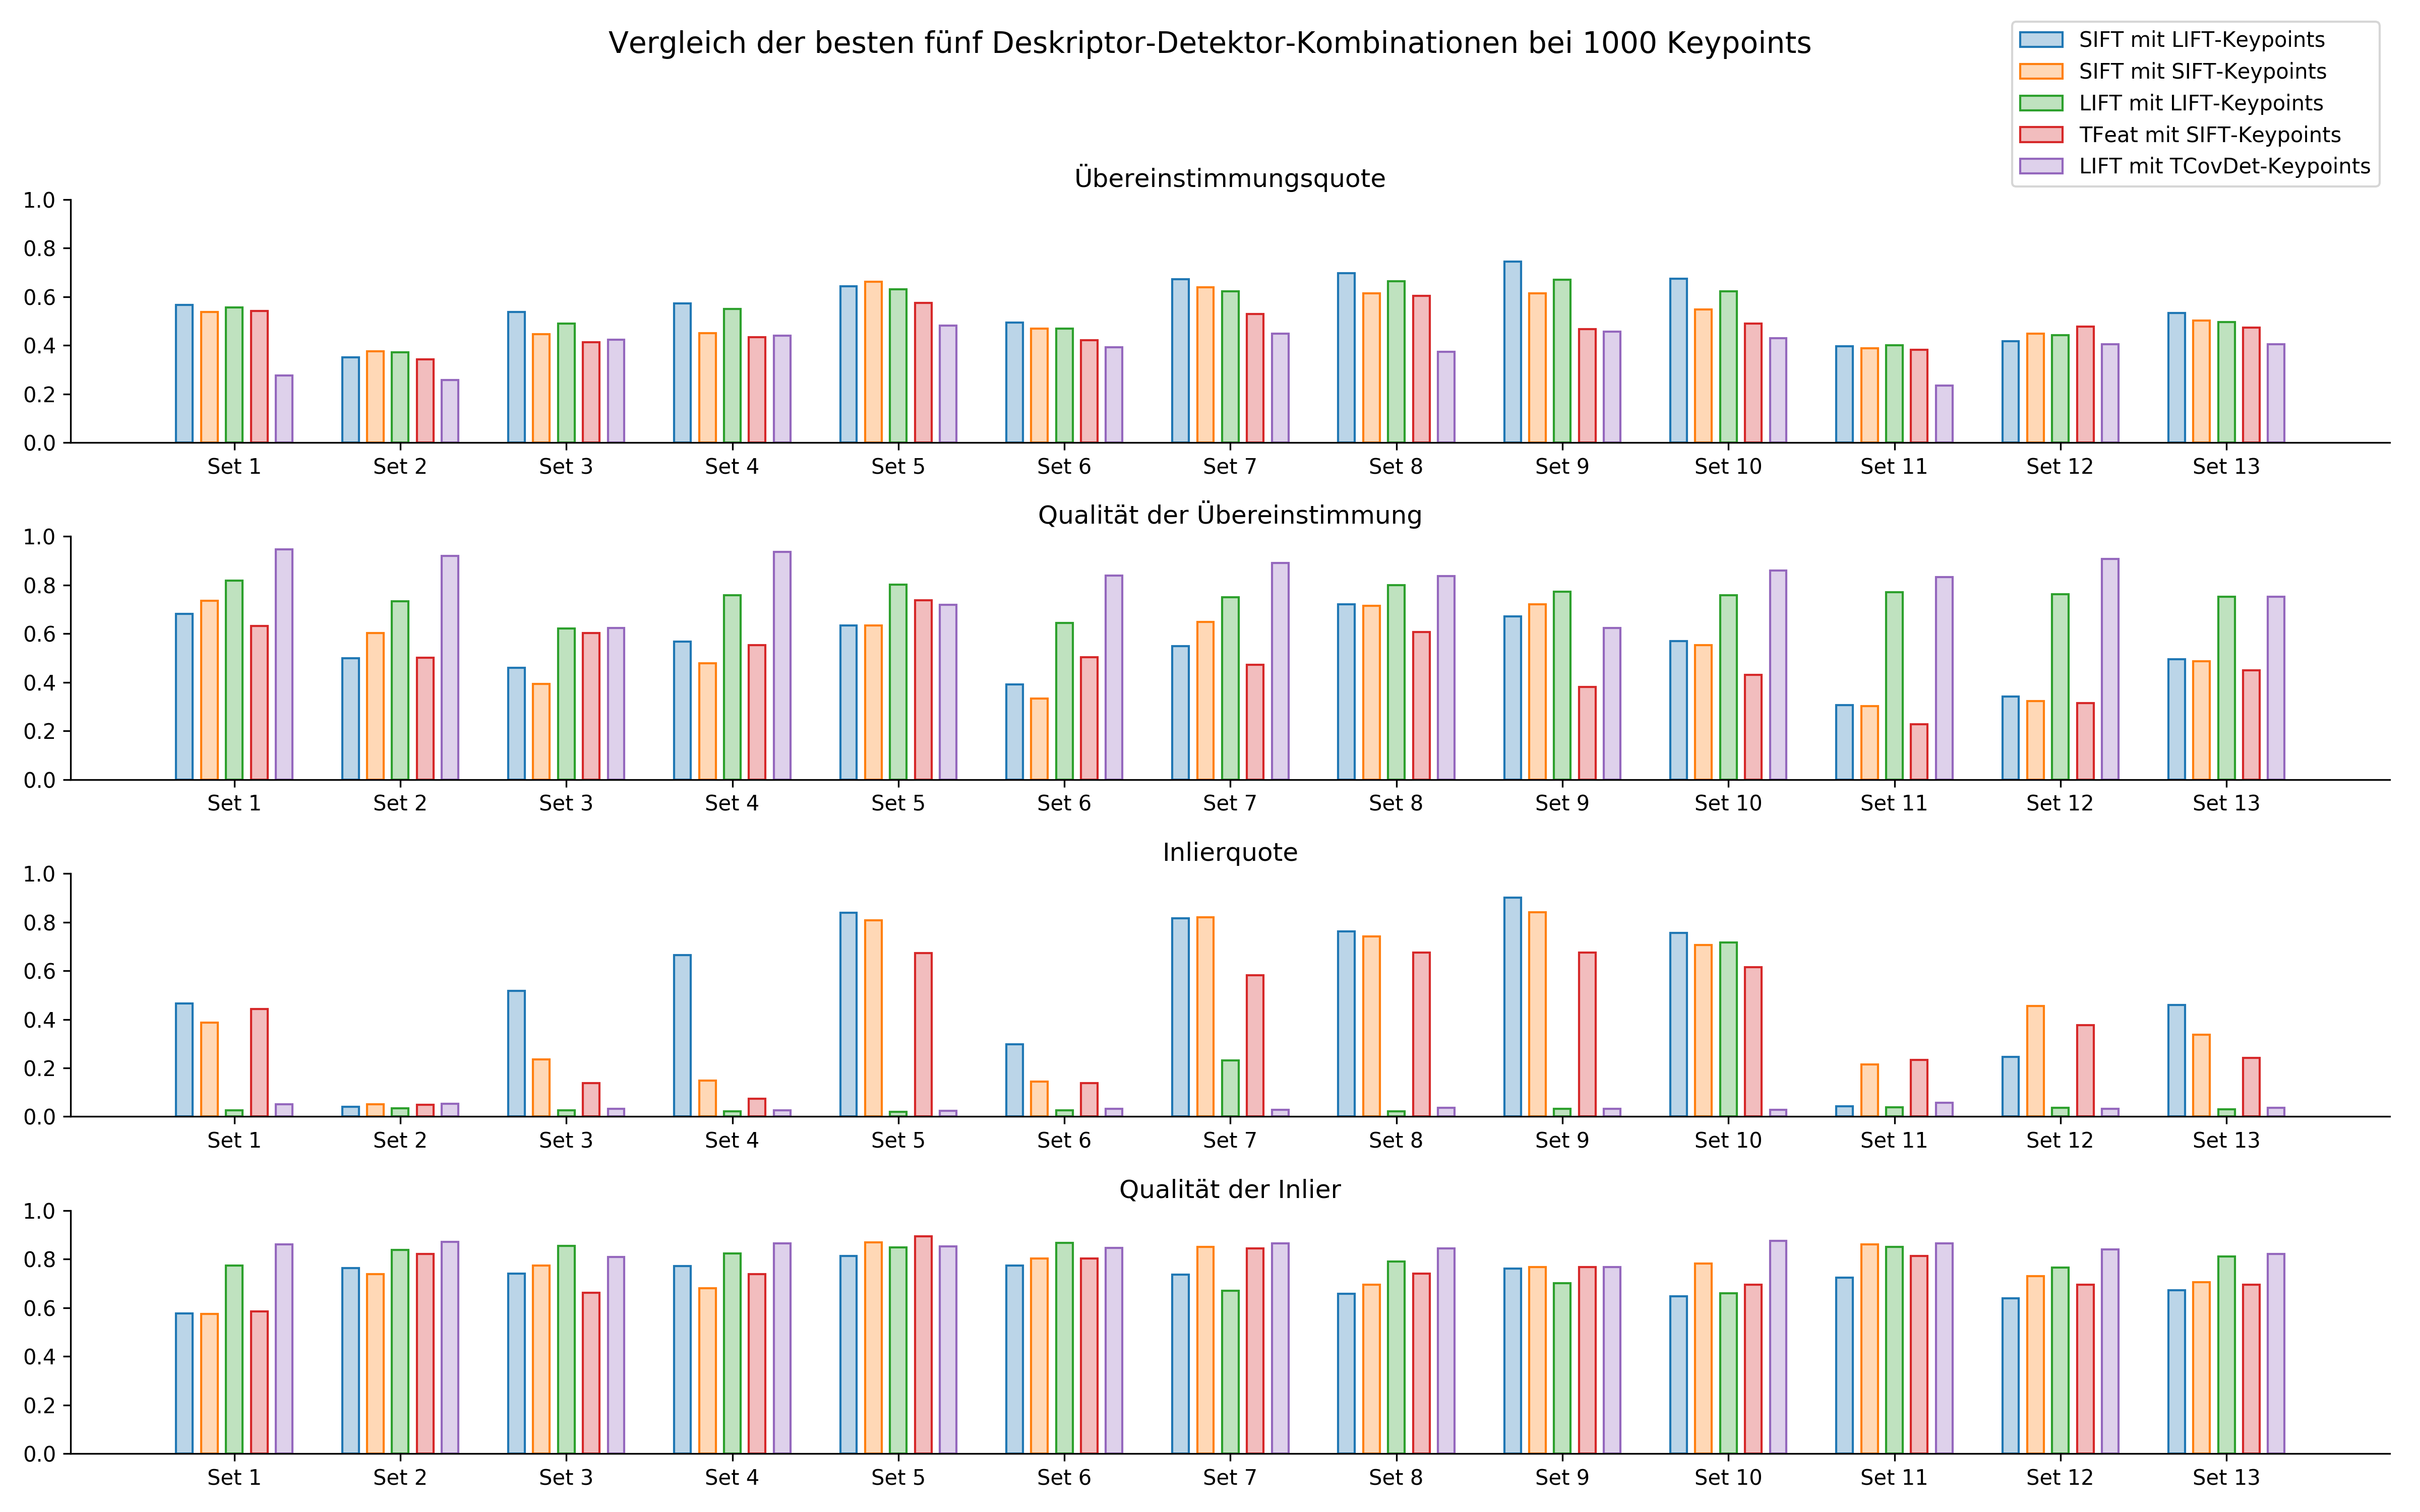 Vergleich der besten fünf Deskriptor-Detektor-Kombinationen bei 1000 Keypoints
SIFT mit LIFT-Keypoints
SIFT mit SIFT-Keypoints
LIFT mit LIFT-Keypoints
TFeat mit SIFT-Keypoints
LIFT mit TCovDet-Keypoints
Übereinstimmungsquote
1.0
0.8
0.6
0.4
0.2
0.0
Set 1 Set 2 Set 3 Set 4 Set 5 Set 6 Set 7 Set 8 Set 9 Set 10 Set 11 Set 12 Set 13
Qualität der Übereinstimmung
1.0
0.8
0.6
0.4
0.2
0.0
Set 1 Set 2 Set 3 Set 4 Set 5 Set 6 Set 7 Set 8 Set 9 Set 10 Set 11 Set 12 Set 13
Inlierquote
1.0
0.8
0.6
0.4
0.2
0.0
Set 1 Set 2 Set 3 Set 4 Set 5 Set 6 Set 7 Set 8 Set 9 Set 10 Set 11 Set 12 Set 13
Qualität der Inlier
1.0
0.8
0.6
0.4
0.2
0.0
Set 1 Set 2 Set 3 Set 4 Set 5 Set 6 Set 7 Set 8 Set 9 Set 10 Set 11 Set 12 Set 13